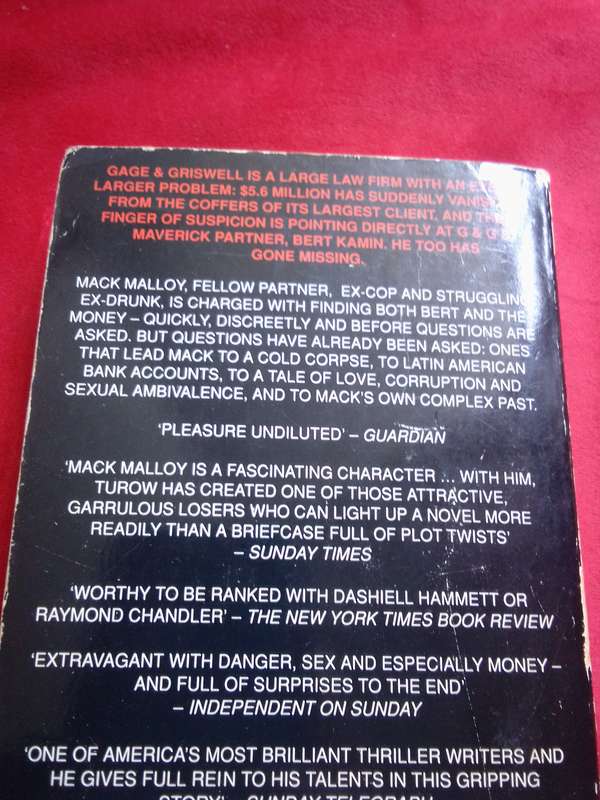 GAGE & GRISWELL IS A LARGE LAW FIRM WITH AN
LARGER PROBLEM: $5.6 MILLION HAS SUDDENLY
FROM THE COFFERS OF ITS LARGEST CLIENT, AND THE
FINGER OF SUSPICION IS POINTING DIRECTLY AT G & G'S
MAVERICK PARTNER, BERT KAMIN. HE TOO HAS
GONE MISSING.
MACK MALLOY, FELLOW PARTNER, EX-COP AND STRUGGLING
EX-DRUNK, IS CHARGED WITH FINDING BOTH BERT AND THE
MONEY – QUICKLY, DISCREETLY AND BEFORE QUESTIONS ARE
ASKED. BUT QUESTIONS HAVE ALREADY BEEN ASKED: ONES
THAT LEAD MACK TO A COLD CORPSE, TO LATIN AMERICAN
BANK ACCOUNTS, TO A TALE OF LOVE, CORRUPTION AND
SEXUAL AMBIVALENCE, AND TO MACK'S OWN COMPLEX PAST.
'PLEASURE UNDILUTED' – GUARDIAN
'MACK MALLOY IS A FASCINATING CHARACTER ... WITH HIM,
TUROW HAS CREATED ONE OF THOSE ATTRACTIVE,
GARRULOUS LOSERS WHO CAN LIGHT UP A NOVEL MORE
READILY THAN A BRIEFCASE FULL OF PLOT TWISTS'
– SUNDAY TIMES
'WORTHY TO BE RANKED WITH DASHIELL HAMMETT OR
RAYMOND CHANDLER' – THE NEW YORK TIMES BOOK REVIEW
'EXTRAVAGANT WITH DANGER, SEX AND ESPECIALLY MONEY –
AND FULL OF SURPRISES TO THE END'
– INDEPENDENT ON SUNDAY
'ONE OF AMERICA'S MOST BRILLIANT THRILLER WRITERS AND
HE GIVES FULL REIN TO HIS TALENTS IN THIS GRIPPING
STORY' – SUNDAY TELEGRAPH